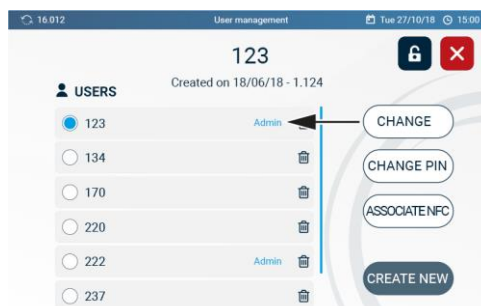 16.012 User management Tue 27/10/18 15:00
123
Created on 18/06/18 - 1.124
USERS
123 Admin CHANGE
134
CHANGE PIN
170
ASSOCIATE NFC
220
222 Admin
CREATE NEW
237